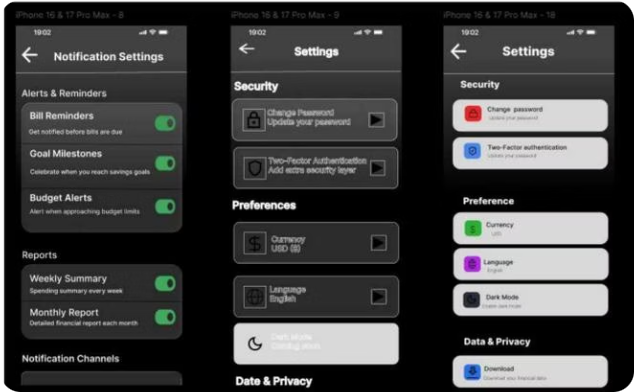 iPhone 16 & 17 Pro Max - 8
19:02
Notification Settings
Alerts & Reminders
Bill Reminders
Get notified before bills are due
Goal Milestones
Celebrate when you reach savings goals
Budget Alerts
Alert when approaching budget limits
Reports
Weekly Summary
Spending summary every week
Monthly Report
Detailed financial report each month
Notification Channels
iPhone 16 & 17 Pro Max - 9
19:02
Settings
Security
Change Password
Update your password
Two-Factor Authentication
Add extra security layer
Preferences
Currency
USD ($)
Language
English
Dark Mode
Coming soon
Date & Privacy
iPhone 16 & 17 Pro Max - 18
19:02
Settings
Security
Change password
Update your password
Two-Factor authentication
Update your password
Preference
Currency
USD
Language
English
Dark Mode
dark mode
Data & Privacy
Download
Download your financial data